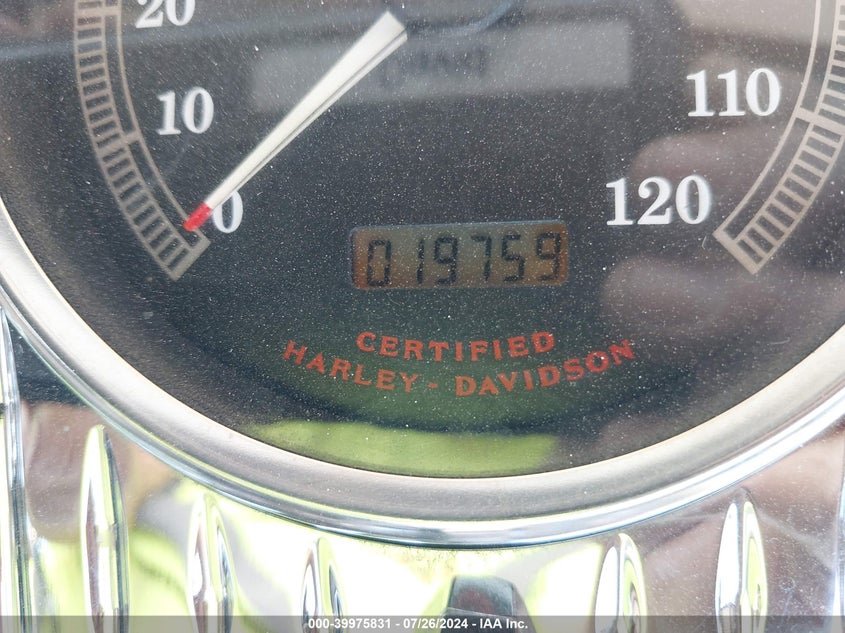 20
10
110
0
120
019759
CERTIFIED
HARLEY-DAVIDSON
000-39975831 | 07/26/2024 - IAA Inc.